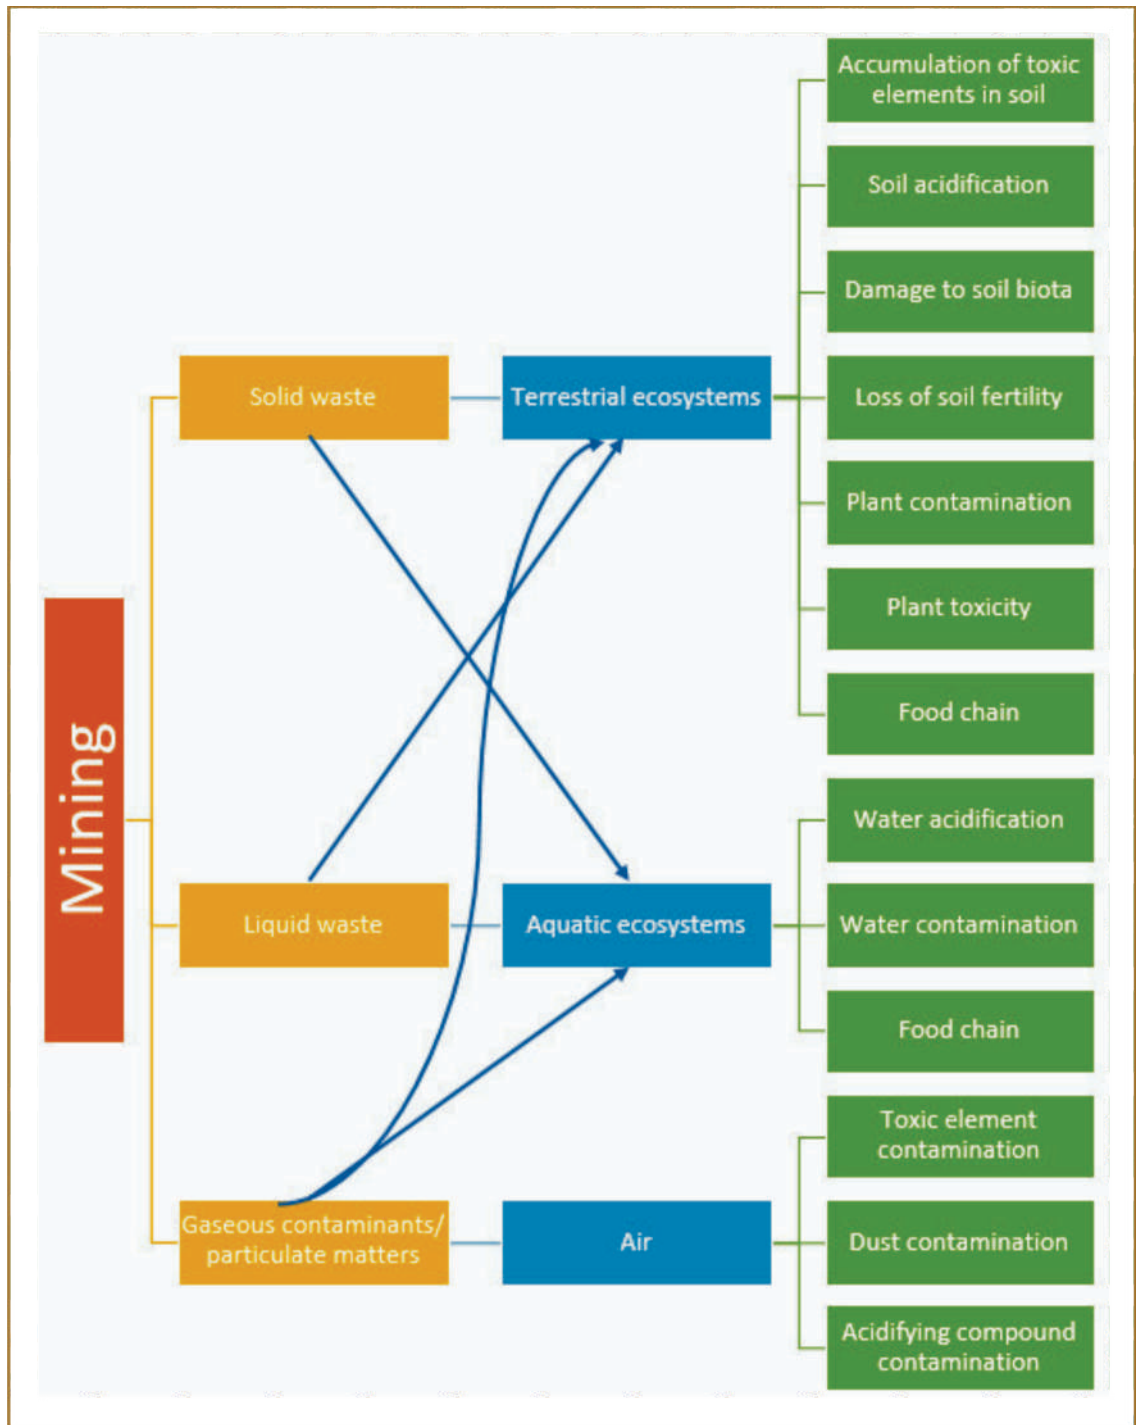 Accumulation of toxic
elements in soil
Soil acidification
Damage to soil biota
Solid waste
Terrestrial ecosystems
Loss of soil fertility
Plant contamination
Plant toxicity
Food chain
Mining
Water acidification
Liquid waste
Aquatic ecosystems
Water contamination
Food chain
Toxic element
contamination
Gaseous contaminants/
particulate matters
Air
Dust contamination
Acidifying compound
contamination